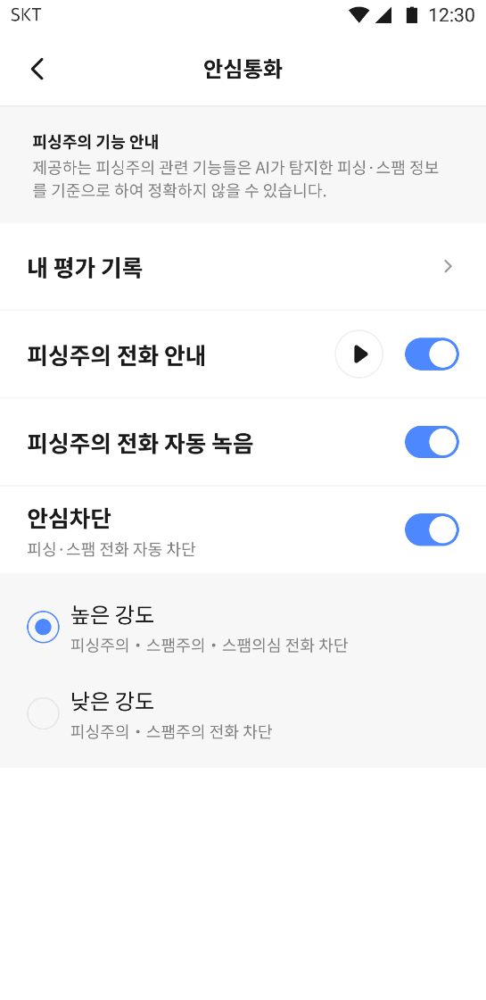 SKT 12:30
안심통화
피싱주의 기능 안내
제공하는 피싱주의 관련 기능들은 AI가 탐지한 피싱·스팸 정보
를 기준으로 하여 정확하지 않을 수 있습니다.
내 평가 기록
피싱주의 전화 안내
피싱주의 전화 자동 녹음
안심차단
피싱·스팸 전화 자동 차단
높은 강도
피싱주의 • 스팸주의 • 스팸의심 전화 차단
낮은 강도
피싱주의 • 스팸주의 전화 차단